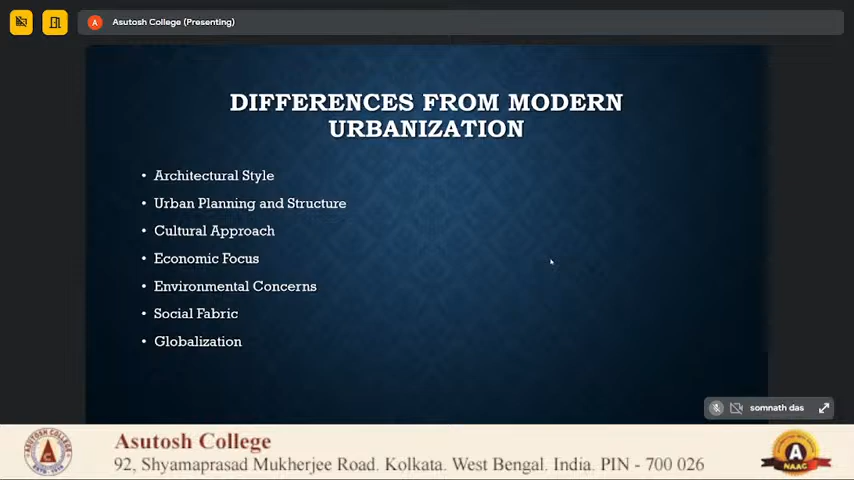 A Asutosh College (Presenting)
DIFFERENCES FROM MODERN
URBANIZATION
• Architectural Style
• Urban Planning and Structure
• Cultural Approach
• Economic Focus
• Environmental Concerns
• Social Fabric
• Globalization
somnath das
Asutosh College
92, Shyamaprasad Mukherjee Road, Kolkata, West Bengal, India, PIN - 700 026
ASUTOSH COLLEGE
A
NAAC